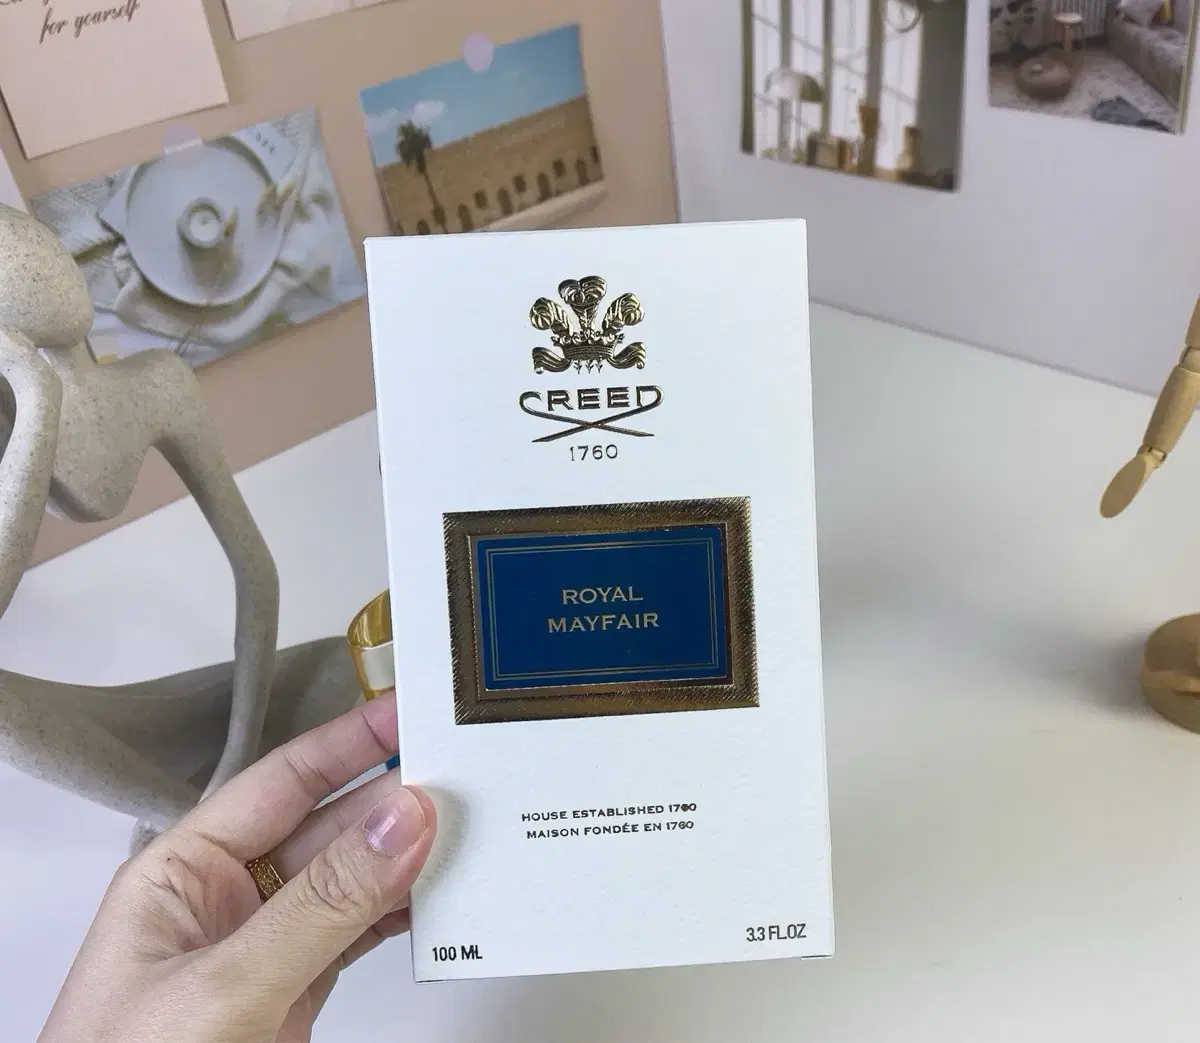 for yourself
CREED
1760
ROYAL
MAYFAIR
HOUSE ESTABLISHED 1760
MAISON FONDÉE EN 1760
100 ML
3.3 FL.OZ